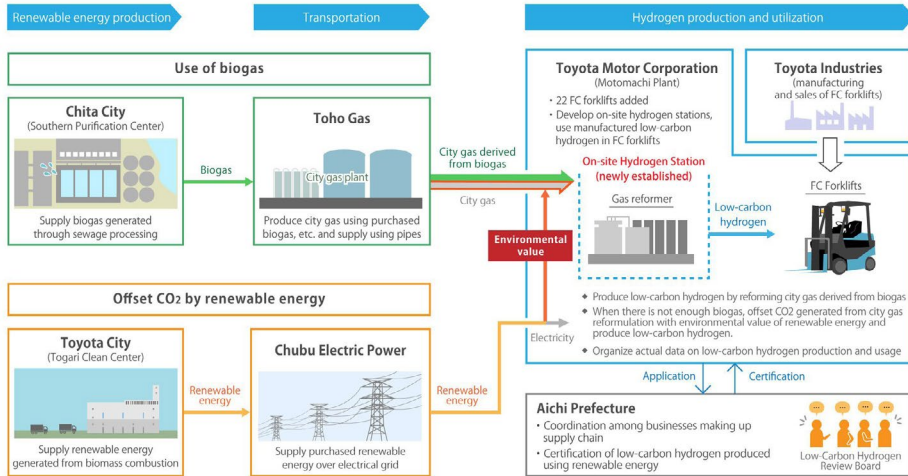 Renewable energy production
Transportation
Hydrogen production and utilization
Use of biogas
Chita City
(Southern Purification Center)
Supply biogas generated
through sewage processing
Biogas
Toho Gas
City gas plant
Produce city gas using purchased
biogas, etc. and supply using pipes
City gas derived
from biogas
City gas
Environmental
value
Toyota Motor Corporation
(Motomachi Plant)
• 22 FC forklifts added
• Develop on-site hydrogen stations,
use manufactured low-carbon
hydrogen in FC forklifts
On-site Hydrogen Station
(newly established)
Gas reformer
Low-carbon
hydrogen
Toyota Industries
(manufacturing
and sales of FC forklifts)
FC Forklifts
◆ Produce low-carbon hydrogen by reforming city gas derived from biogas
◆ When there is not enough biogas, offset CO2 generated from city gas
reformulation with environmental value of renewable energy and
produce low-carbon hydrogen.
◆ Organize actual data on low-carbon hydrogen production and usage
Offset CO2 by renewable energy
Toyota City
(Togari Clean Center)
Supply renewable energy
generated from biomass combustion
Renewable
energy
Chubu Electric Power
Supply purchased renewable
energy over electrical grid
Renewable
energy
Electricity
Application
Certification
Aichi Prefecture
• Coordination among businesses making up
supply chain
• Certification of low-carbon hydrogen produced
using renewable energy
Low-Carbon Hydrogen
Review Board